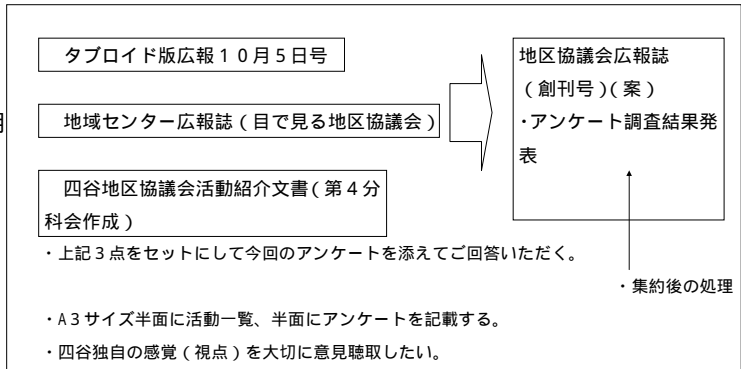 タブロイド版広報１０月５日号
地域センター広報誌（目で見る地区協議会）
四谷地区協議会活動紹介文書（第４分
科会作成）
地区協議会広報誌
（創刊号）（案）
・アンケート調査結果発
表
・上記３点をセットにして今回のアンケートを添えてご回答いただく。
・集約後の処理
・A３サイズ半面に活動一覧、半面にアンケートを記載する。
・四谷独自の感覚（視点）を大切に意見聴取したい。